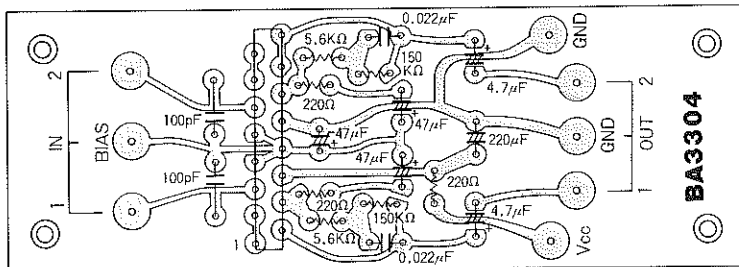 0.022μF
5.6KΩ
150
KΩ
220Ω
GND
2
IN
1
BIAS
100pF
100pF
47μF
47μF
47μF
4.7μF
220μF
220Ω
2
GND
OUT
1
BA3304
220Ω
150KΩ
5.6KΩ
4.7μF
0.022μF
Vcc
1